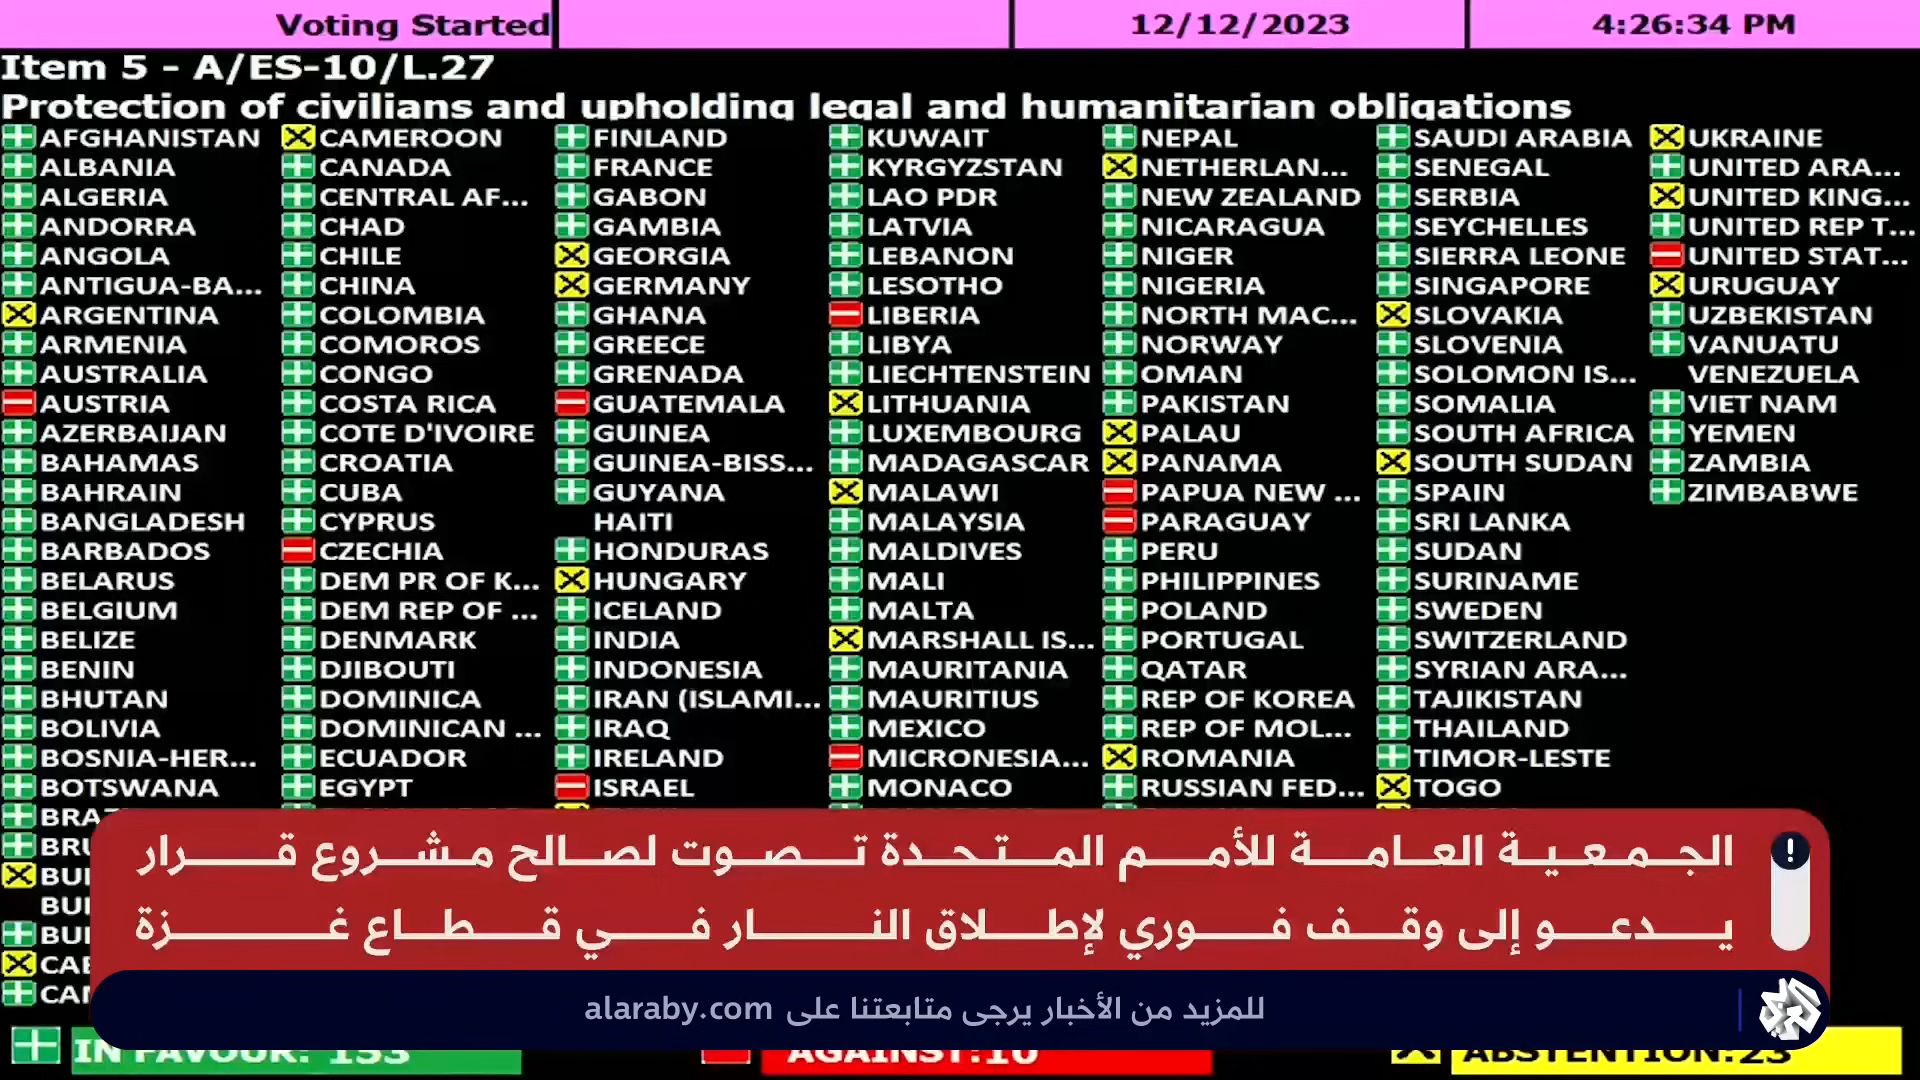 Voting Started 12/12/2023 4:26:34 PM
Item 5 - A/ES-10/L.27
Protection of civilians and upholding legal and humanitarian obligations
AFGHANISTAN CAMEROON FINLAND KUWAIT NEPAL SAUDI ARABIA UKRAINE
ALBANIA CANADA FRANCE KYRGYZSTAN NETHERLAN... SENEGAL UNITED ARA...
ALGERIA CENTRAL AF... GABON LAO PDR NEW ZEALAND SERBIA UNITED KING...
ANDORRA CHAD GAMBIA LATVIA NICARAGUA SEYCHELLES UNITED REP T...
ANGOLA CHILE GEORGIA LEBANON NIGER SIERRA LEONE UNITED STAT...
ANTIGUA-BA... CHINA GERMANY LESOTHO NIGERIA SINGAPORE URUGUAY
ARGENTINA COLOMBIA GHANA LIBERIA NORTH MAC... SLOVAKIA UZBEKISTAN
ARMENIA COMOROS GREECE LIBYA NORWAY SLOVENIA VANUATU
AUSTRALIA CONGO GRENADA LIECHTENSTEIN OMAN SOLOMON IS... VENEZUELA
AUSTRIA COSTA RICA GUATEMALA LITHUANIA PAKISTAN SOMALIA VIET NAM
AZERBAIJAN COTE D'IVOIRE GUINEA LUXEMBOURG PALAU SOUTH AFRICA YEMEN
BAHAMAS CROATIA GUINEA-BISS... MADAGASCAR PANAMA SOUTH SUDAN ZAMBIA
BAHRAIN CUBA GUYANA MALAWI PAPUA NEW ... SPAIN ZIMBABWE
BANGLADESH CYPRUS HAITI MALAYSIA PARAGUAY SRI LANKA
BARBADOS CZECHIA HONDURAS MALDIVES PERU SUDAN
BELARUS DEM PR OF K... HUNGARY MALI PHILIPPINES SURINAME
BELGIUM DEM REP OF ... ICELAND MALTA POLAND SWEDEN
BELIZE DENMARK INDIA MARSHALL IS... PORTUGAL SWITZERLAND
BENIN DJIBOUTI INDONESIA MAURITANIA QATAR SYRIAN ARA...
BHUTAN DOMINICA IRAN (ISLAMI... MAURITIUS REP OF KOREA TAJIKISTAN
BOLIVIA DOMINICAN ... IRAQ MEXICO REP OF MOL... THAILAND
BOSNIA-HER... ECUADOR IRELAND MICRONESIA... ROMANIA TIMOR-LESTE
BOTSWANA EGYPT ISRAEL MONACO RUSSIAN FED... TOGO
الجمعية العامة للأمم المتحدة تصوت لصالح مشروع قرار
يدعو إلى وقف فوري لإطلاق النار في قطاع غزة
للمزيد من الأخبار يرجى متابعتنا على alaraby.com
IN FAVOUR: 153 AGAINST:10 ABSTENTION:23